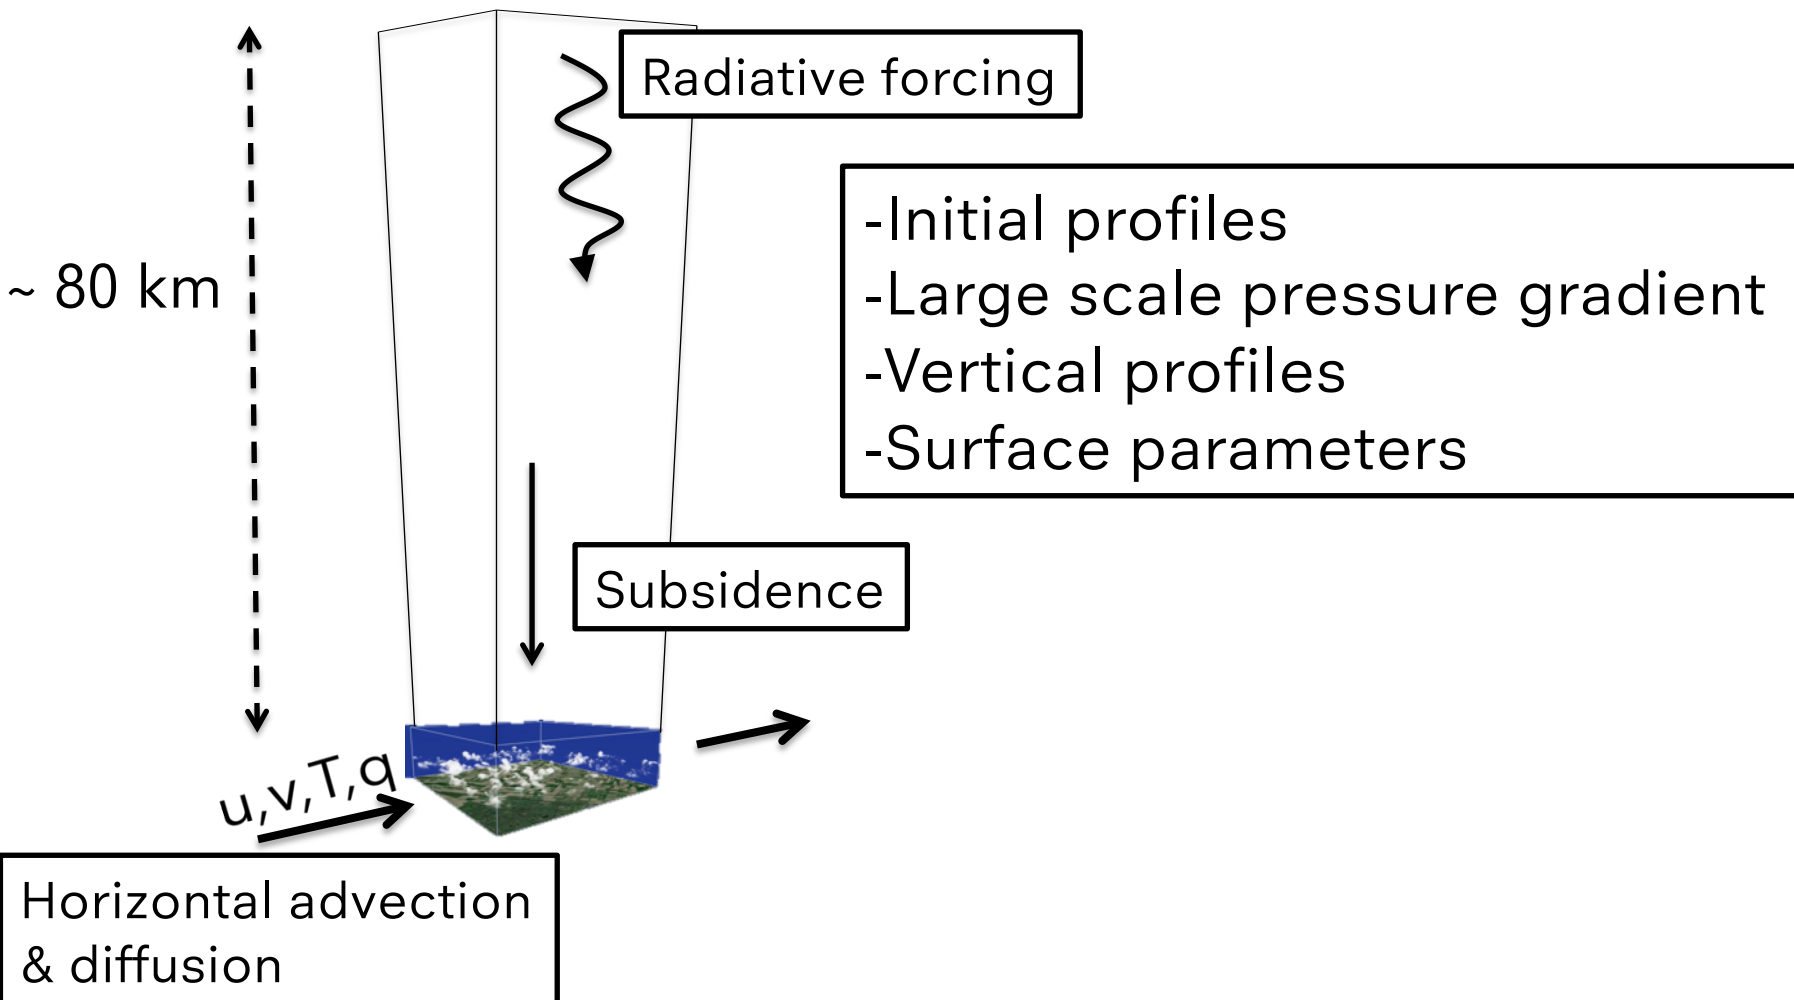 Radiative forcing
~ 80 km
-Initial profiles
-Large scale pressure gradient
-Vertical profiles
-Surface parameters
Subsidence
u,v,T,q
Horizontal advection
& diffusion